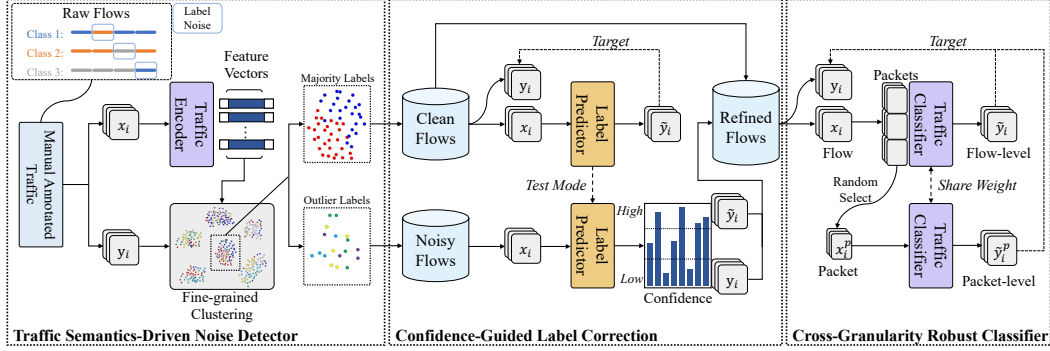 Raw Flows
Class 1:
Class 2:
Class 3:
Label
Noise
Manual Annotated
Traffic
x_i
y_i
Traffic
Encoder
Feature
Vectors
Fine-grained
Clustering
Majority Labels
Outlier Labels
Traffic Semantics-Driven Noise Detector
Clean
Flows
Noisy
Flows
Target
y_i
x_i
Label
Predictor
ỹ_i
Test Mode
x_i
Label
Predictor
High
Low
Confidence
ỹ_i
y_i
Refined
Flows
Confidence-Guided Label Correction
Target
y_i
x_i
Flow
Packets
Traffic
Classifier
ỹ_i
Flow-level
Random
Select
Share Weight
x_i^p
Packet
Traffic
Classifier
ỹ_i^p
Packet-level
Cross-Granularity Robust Classifier